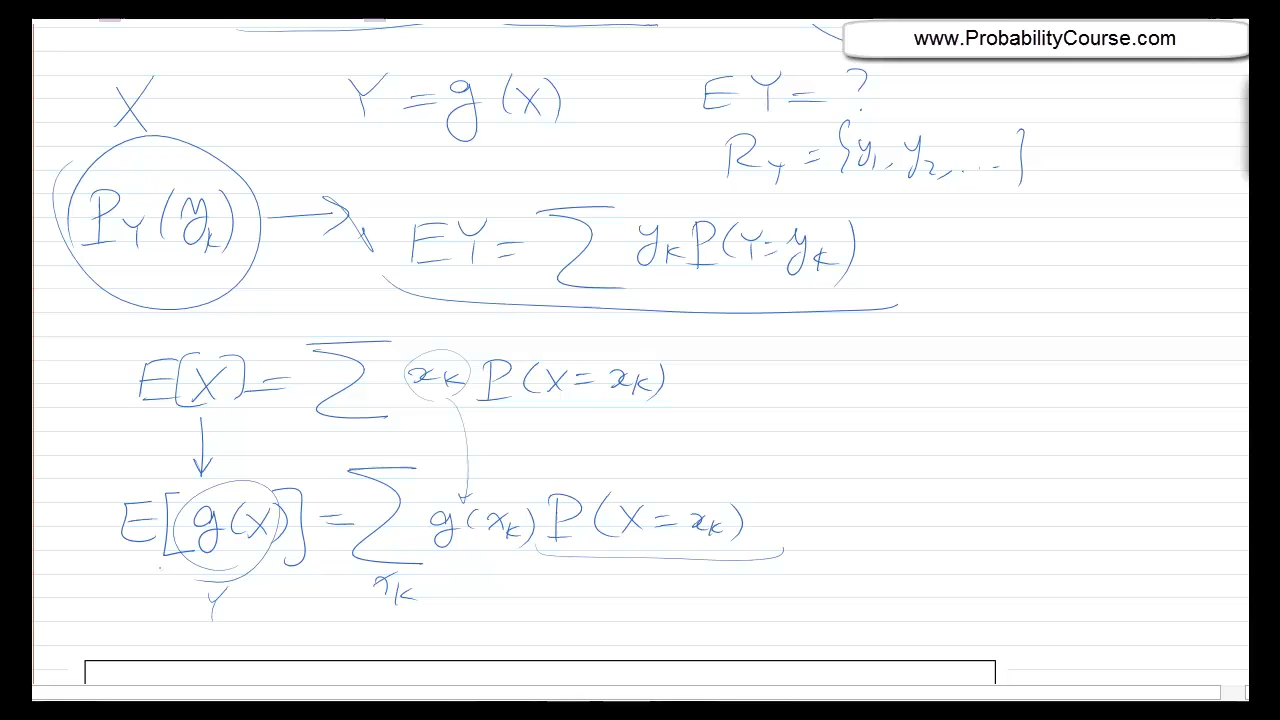 www.ProbabilityCourse.com
X Y = g(X) EY = ?
R_Y = {y₁, y₂, ....}
P_Y(y_k) → EY = ∑ y_k P(Y = y_k)
E[X] = ∑ x_k P(X = x_k)
E[g(X)] = ∑ g(x_k) P(X = x_k)
Y x_k